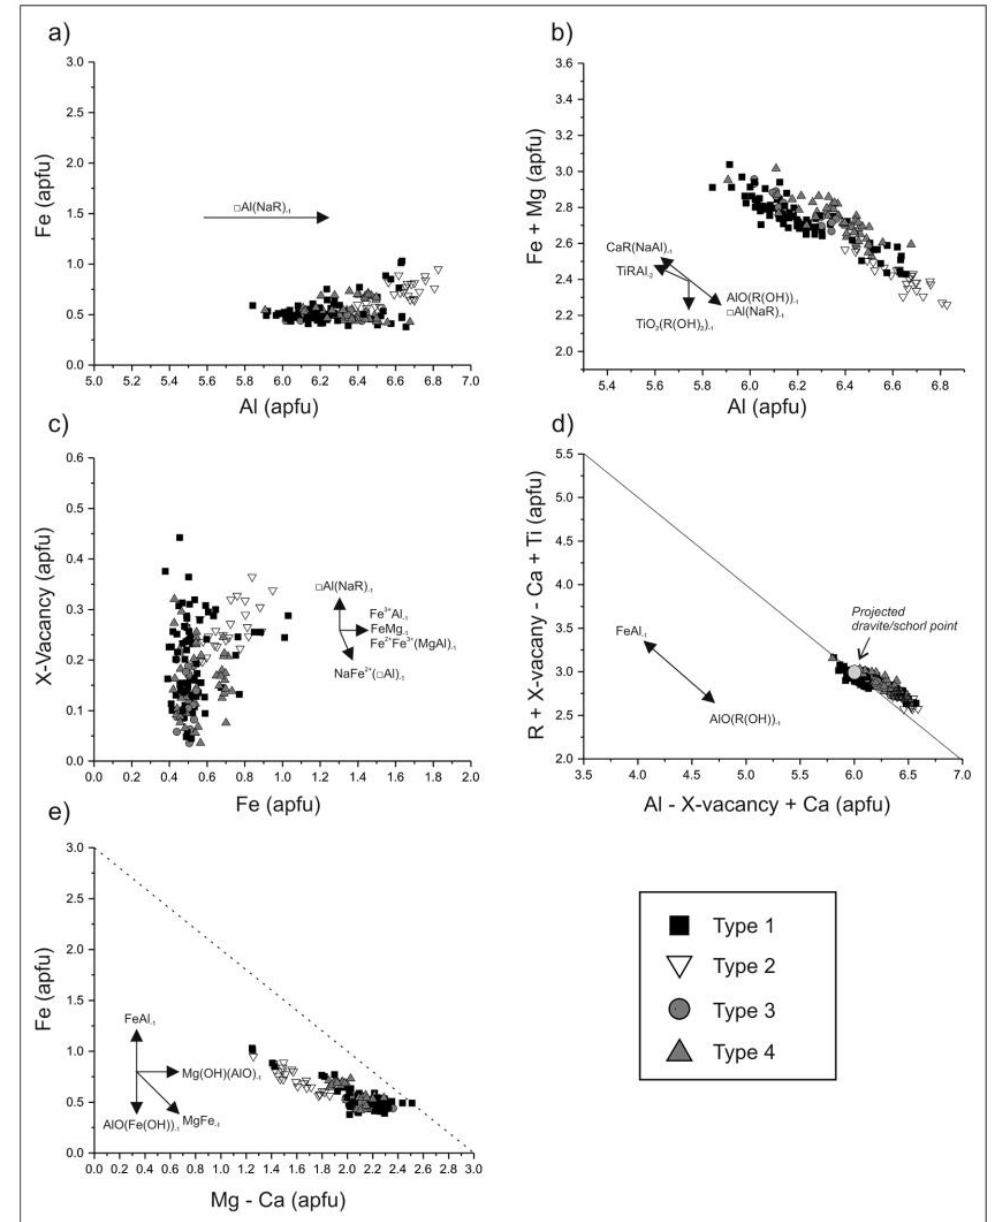 a)
3.0
2.5
2.0
1.5
1.0
0.5
0.0
Fe (apfu)
□Al(NaR)-1
5.0 5.2 5.4 5.6 5.8 6.0 6.2 6.4 6.6 6.8 7.0
Al (apfu)
b)
3.6
3.4
3.2
3.0
2.8
2.6
2.4
2.2
2.0
Fe + Mg (apfu)
CaR(NaAl)-1
TiRAl-2
AlO(R(OH))-1
□Al(NaR)-1
TiO2(R(OH)2)-1
5.4 5.6 5.8 6.0 6.2 6.4 6.6 6.8
Al (apfu)
c)
0.6
0.5
0.4
0.3
0.2
0.1
0.0
X-Vacancy (apfu)
□Al(NaR)-1
Fe3+Al-1
FeMg-1
Fe2+Fe3+(MgAl)-1
NaFe2+(□Al)-1
0.0 0.2 0.4 0.6 0.8 1.0 1.2 1.4 1.6 1.8 2.0
Fe (apfu)
d)
5.5
5.0
4.5
4.0
3.5
3.0
2.5
2.0
R + X-vacany - Ca + Ti (apfu)
Projected
dravite/schorl point
FeAl-1
AlO(R(OH))-1
3.5 4.0 4.5 5.0 5.5 6.0 6.5 7.0
Al - X-vacancy + Ca (apfu)
e)
3.0
2.5
2.0
1.5
1.0
0.5
0.0
Fe (apfu)
FeAl-1
Mg(OH)(AlO)-1
MgFe-1
AlO(Fe(OH))-1
0.0 0.2 0.4 0.6 0.8 1.0 1.2 1.4 1.6 1.8 2.0 2.2 2.4 2.6 2.8 3.0
Mg - Ca (apfu)
Type 1
Type 2
Type 3
Type 4